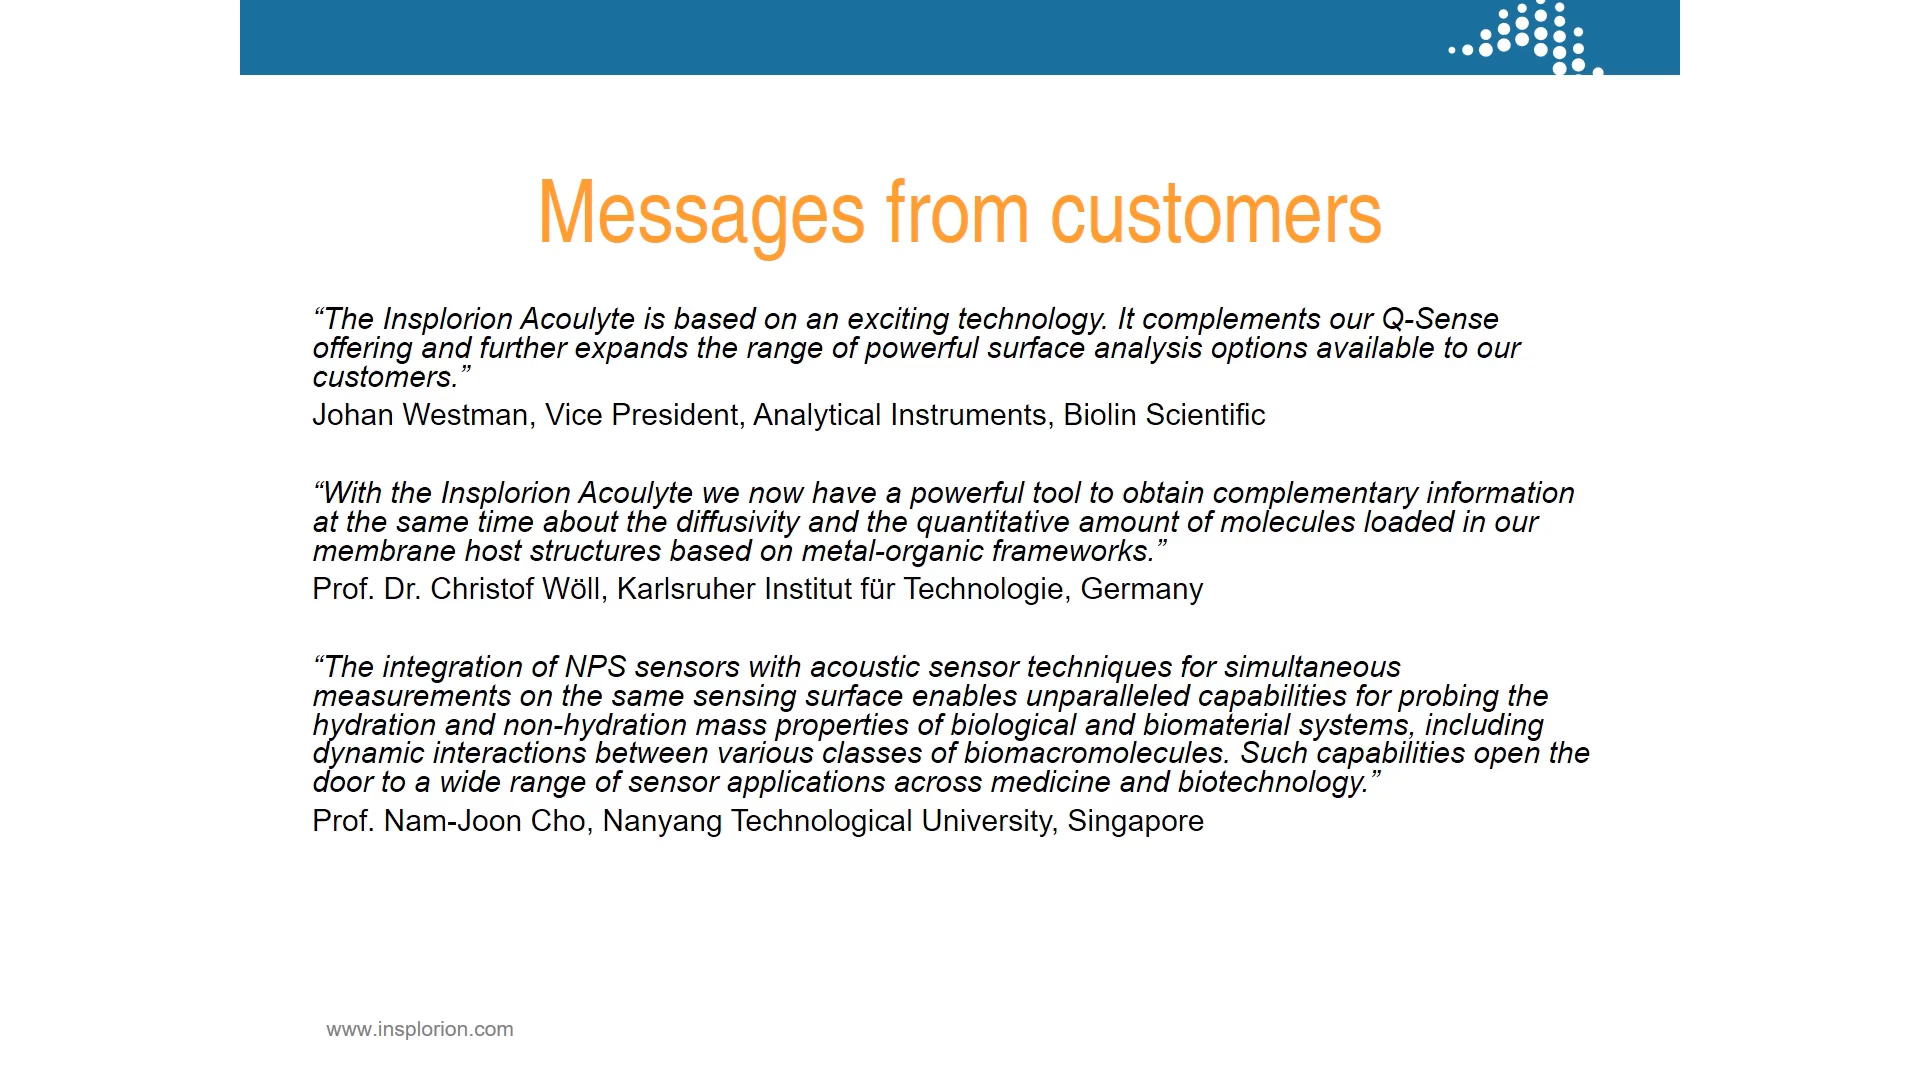 Messages from customers
“The Insplorion Acoulyte is based on an exciting technology. It complements our Q-Sense
offering and further expands the range of powerful surface analysis options available to our
customers.”
Johan Westman, Vice President, Analytical Instruments, Biolin Scientific
“With the Insplorion Acoulyte we now have a powerful tool to obtain complementary information
at the same time about the diffusivity and the quantitative amount of molecules loaded in our
membrane host structures based on metal-organic frameworks.”
Prof. Dr. Christof Wöll, Karlsruher Institut für Technologie, Germany
“The integration of NPS sensors with acoustic sensor techniques for simultaneous
measurements on the same sensing surface enables unparalleled capabilities for probing the
hydration and non-hydration mass properties of biological and biomaterial systems, including
dynamic interactions between various classes of biomacromolecules. Such capabilities open the
door to a wide range of sensor applications across medicine and biotechnology.”
Prof. Nam-Joon Cho, Nanyang Technological University, Singapore
www.insplorion.com